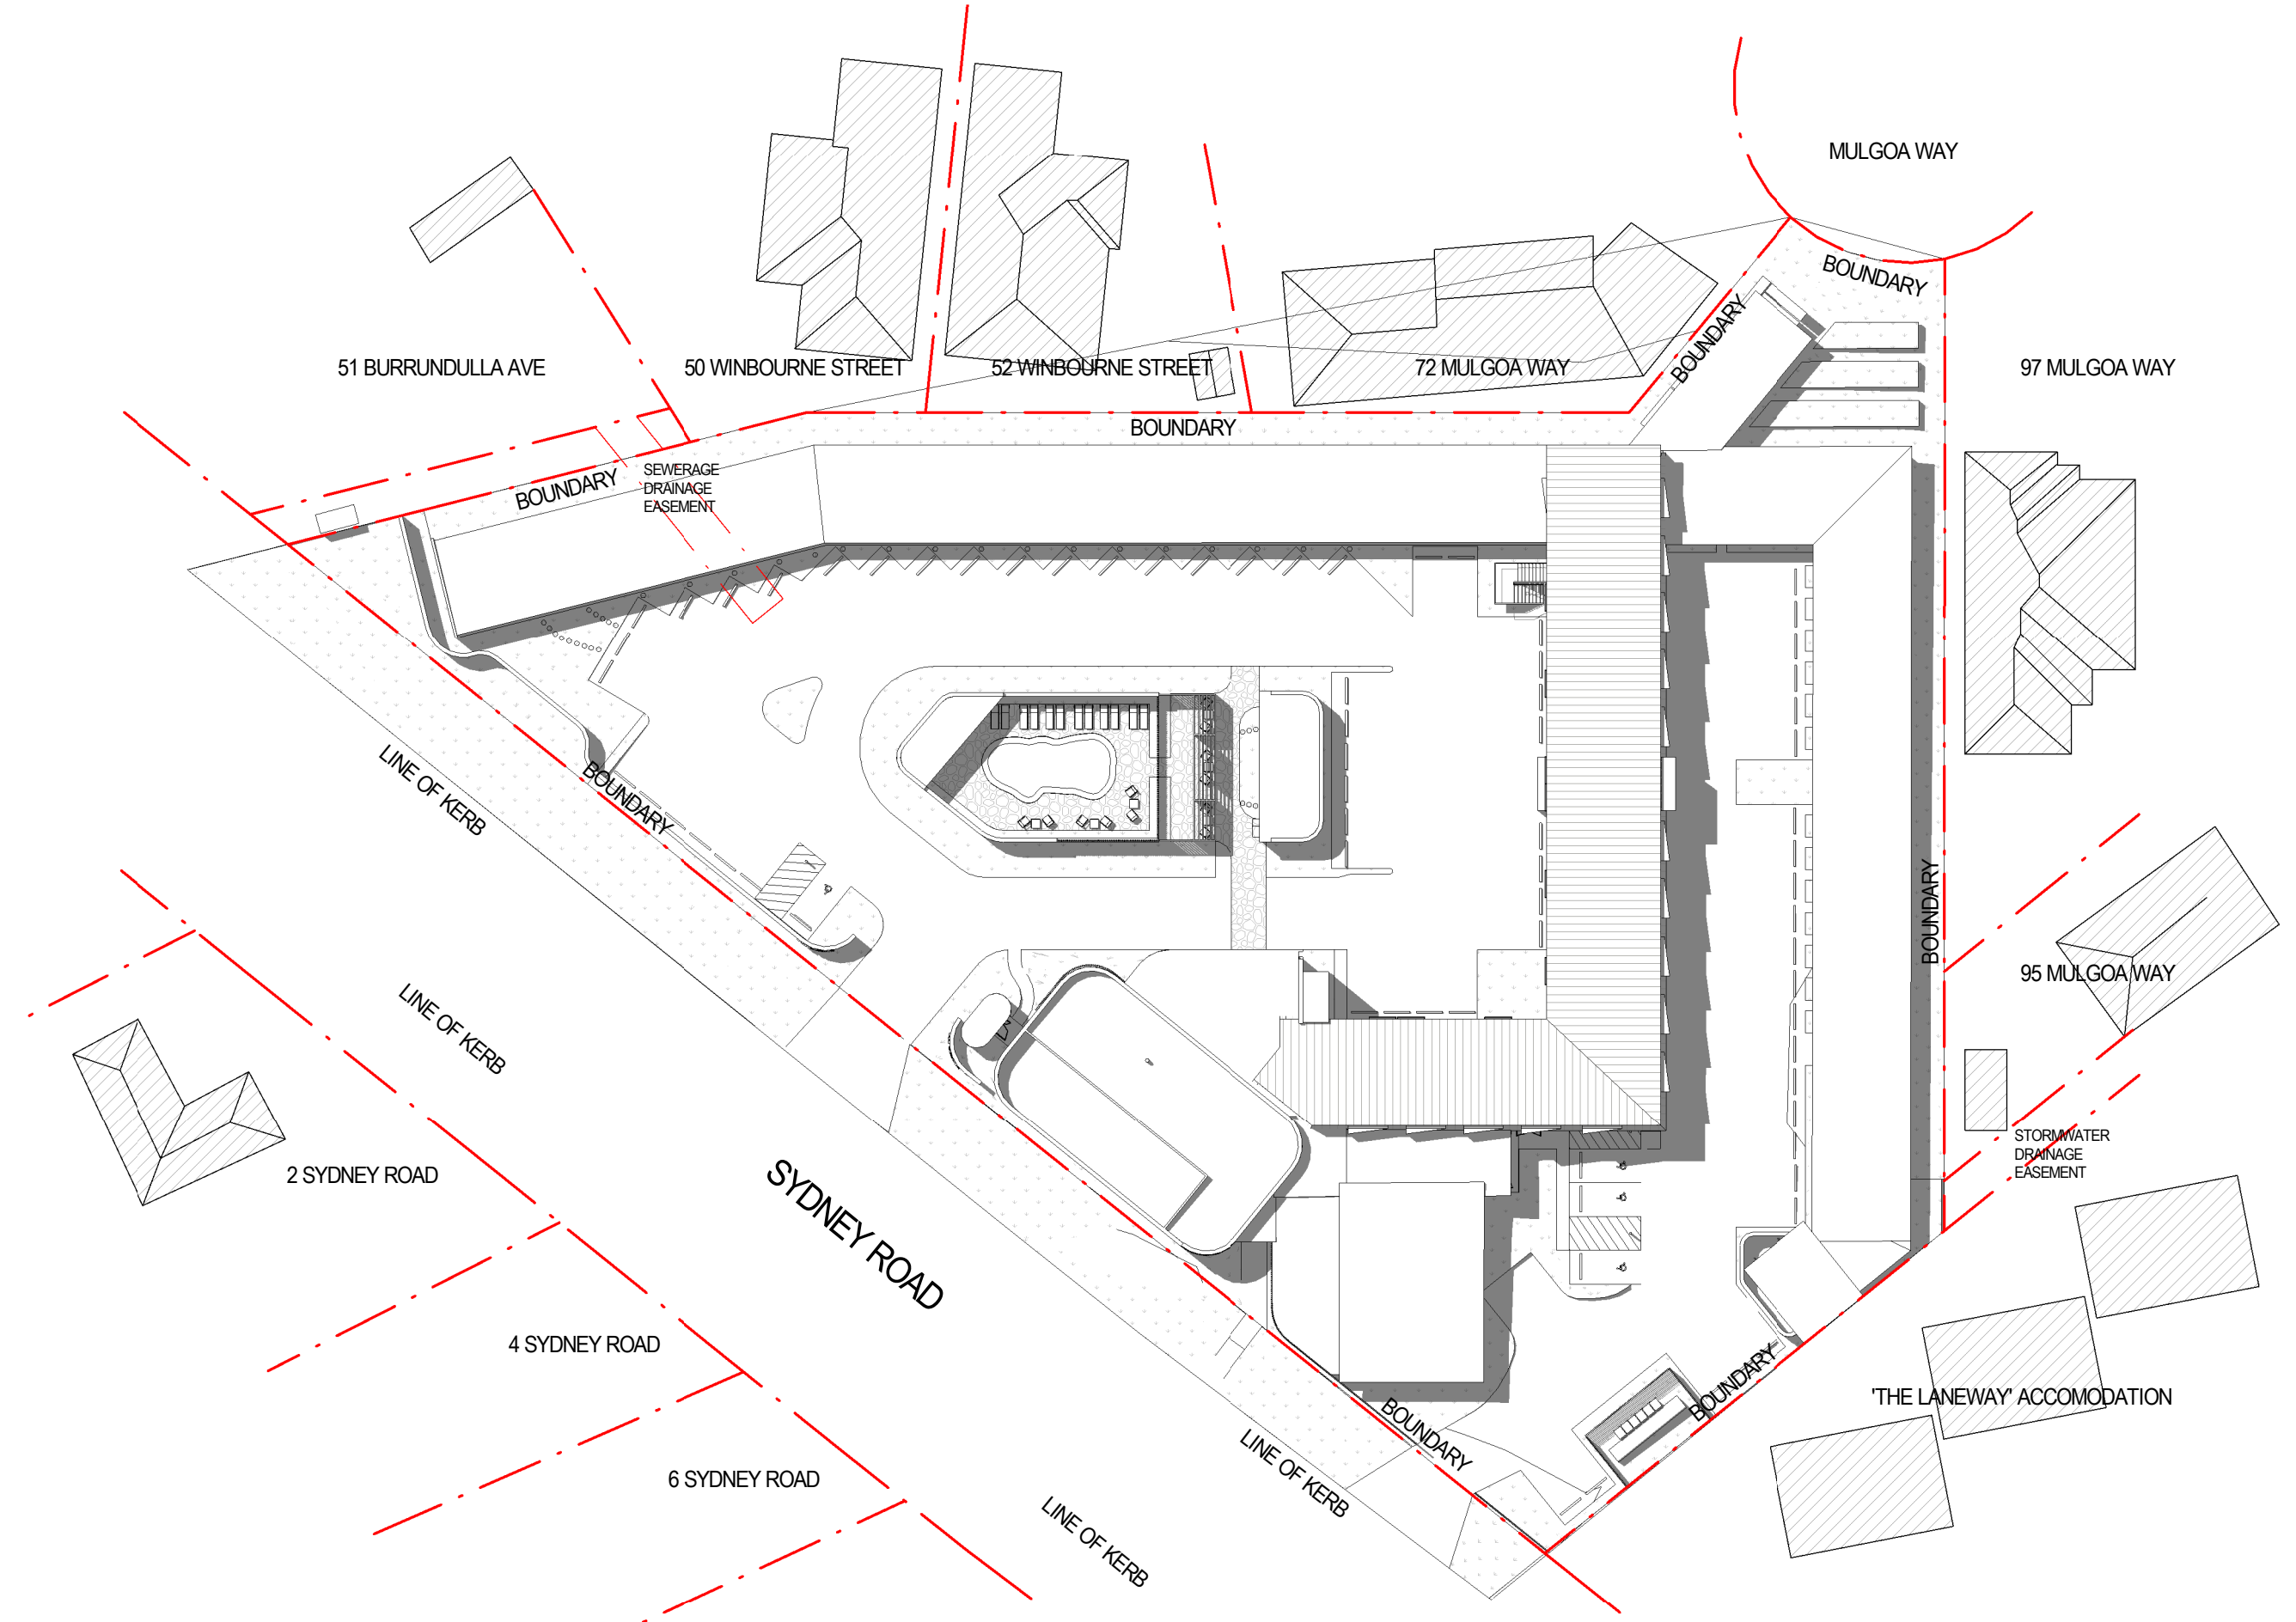 MULGOA WAY
BOUNDARY
51 BURRUNDULLA AVE
50 WINBOURNE STREET
52 WINBOURNE STREET
72 MULGOA WAY
BOUNDARY
97 MULGOA WAY
BOUNDARY
BOUNDARY
SEWERAGE
DRAINAGE
EASEMENT
LINE OF KERB
BOUNDARY
BOUNDARY
95 MULGOA WAY
LINE OF KERB
STORMWATER
DRAINAGE
EASEMENT
2 SYDNEY ROAD
SYDNEY ROAD
4 SYDNEY ROAD
BOUNDARY
'THE LANEWAY' ACCOMODATION
BOUNDARY
6 SYDNEY ROAD
LINE OF KERB
LINE OF KERB